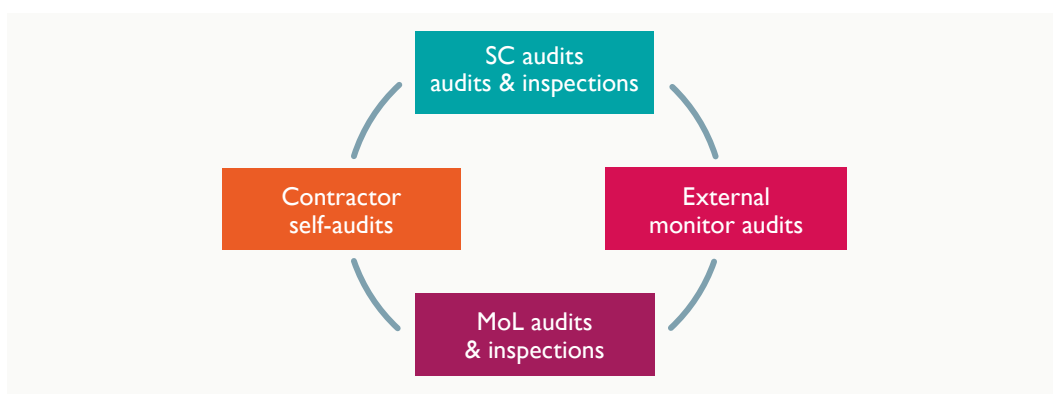 SC audits
audits & inspections
Contractor
self-audits
External
monitor audits
MoL audits
& inspections